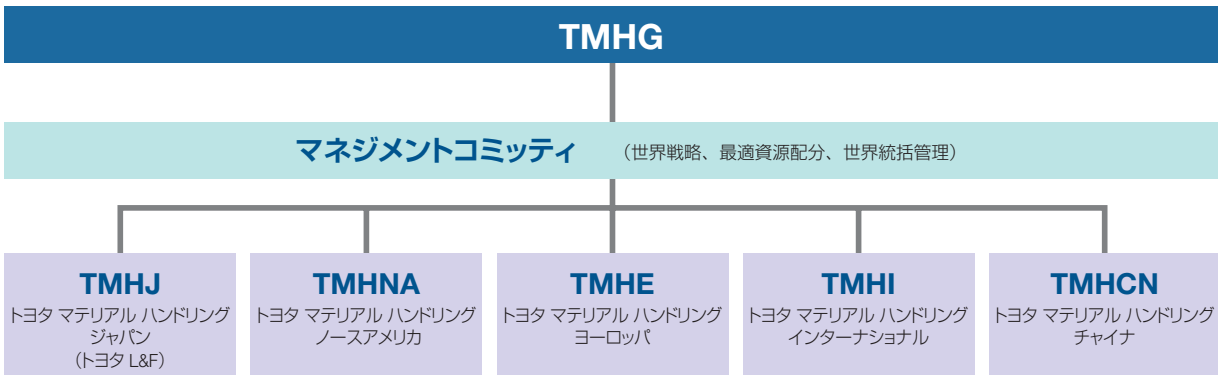 TMHG
マネジメントコミッティ （世界戦略、最適資源配分、世界統括管理）
TMHJ
トヨタ マテリアル ハンドリング
ジャパン
（トヨタ L&F）
TMHNA
トヨタ マテリアル ハンドリング
ノースアメリカ
TMHE
トヨタ マテリアル ハンドリング
ヨーロッパ
TMHI
トヨタ マテリアル ハンドリング
インターナショナル
TMHCN
トヨタ マテリアル ハンドリング
チャイナ